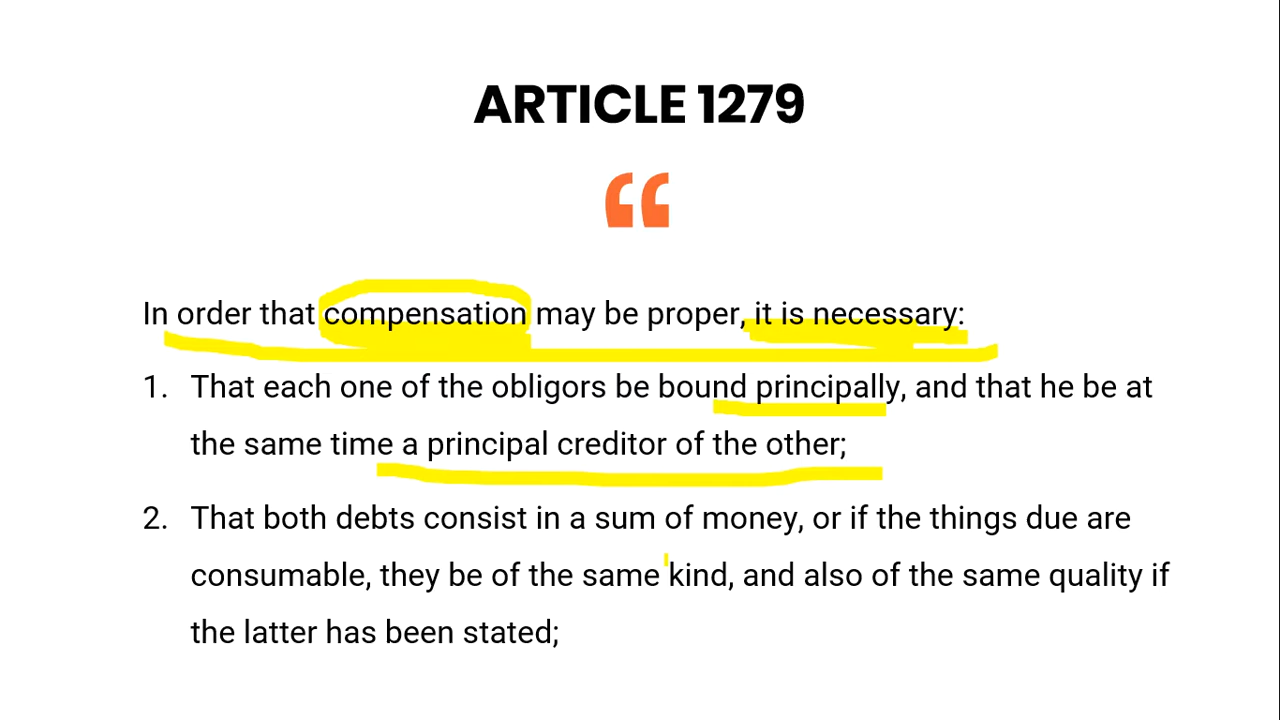 ARTICLE 1279
“
In order that compensation may be proper, it is necessary:
1. That each one of the obligors be bound principally, and that he be at
the same time a principal creditor of the other;
2. That both debts consist in a sum of money, or if the things due are
consumable, they be of the same kind, and also of the same quality if
the latter has been stated;